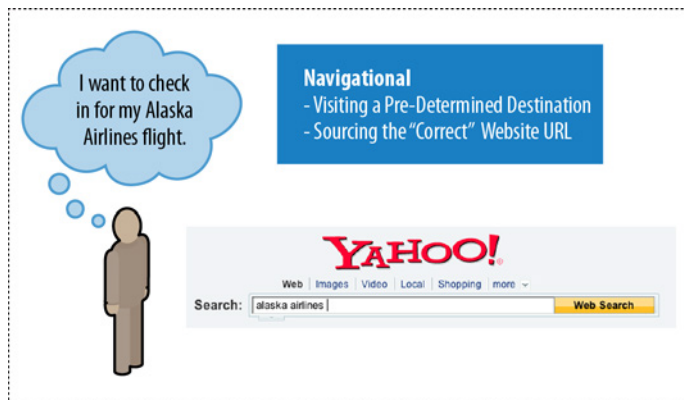 I want to check
in for my Alaska
Airlines flight.
Navigational
- Visiting a Pre-Determined Destination
- Sourcing the “Correct” Website URL
YAHOO!
Web | Images | Video | Local | Shopping | more
Search: alaska airlines Web Search